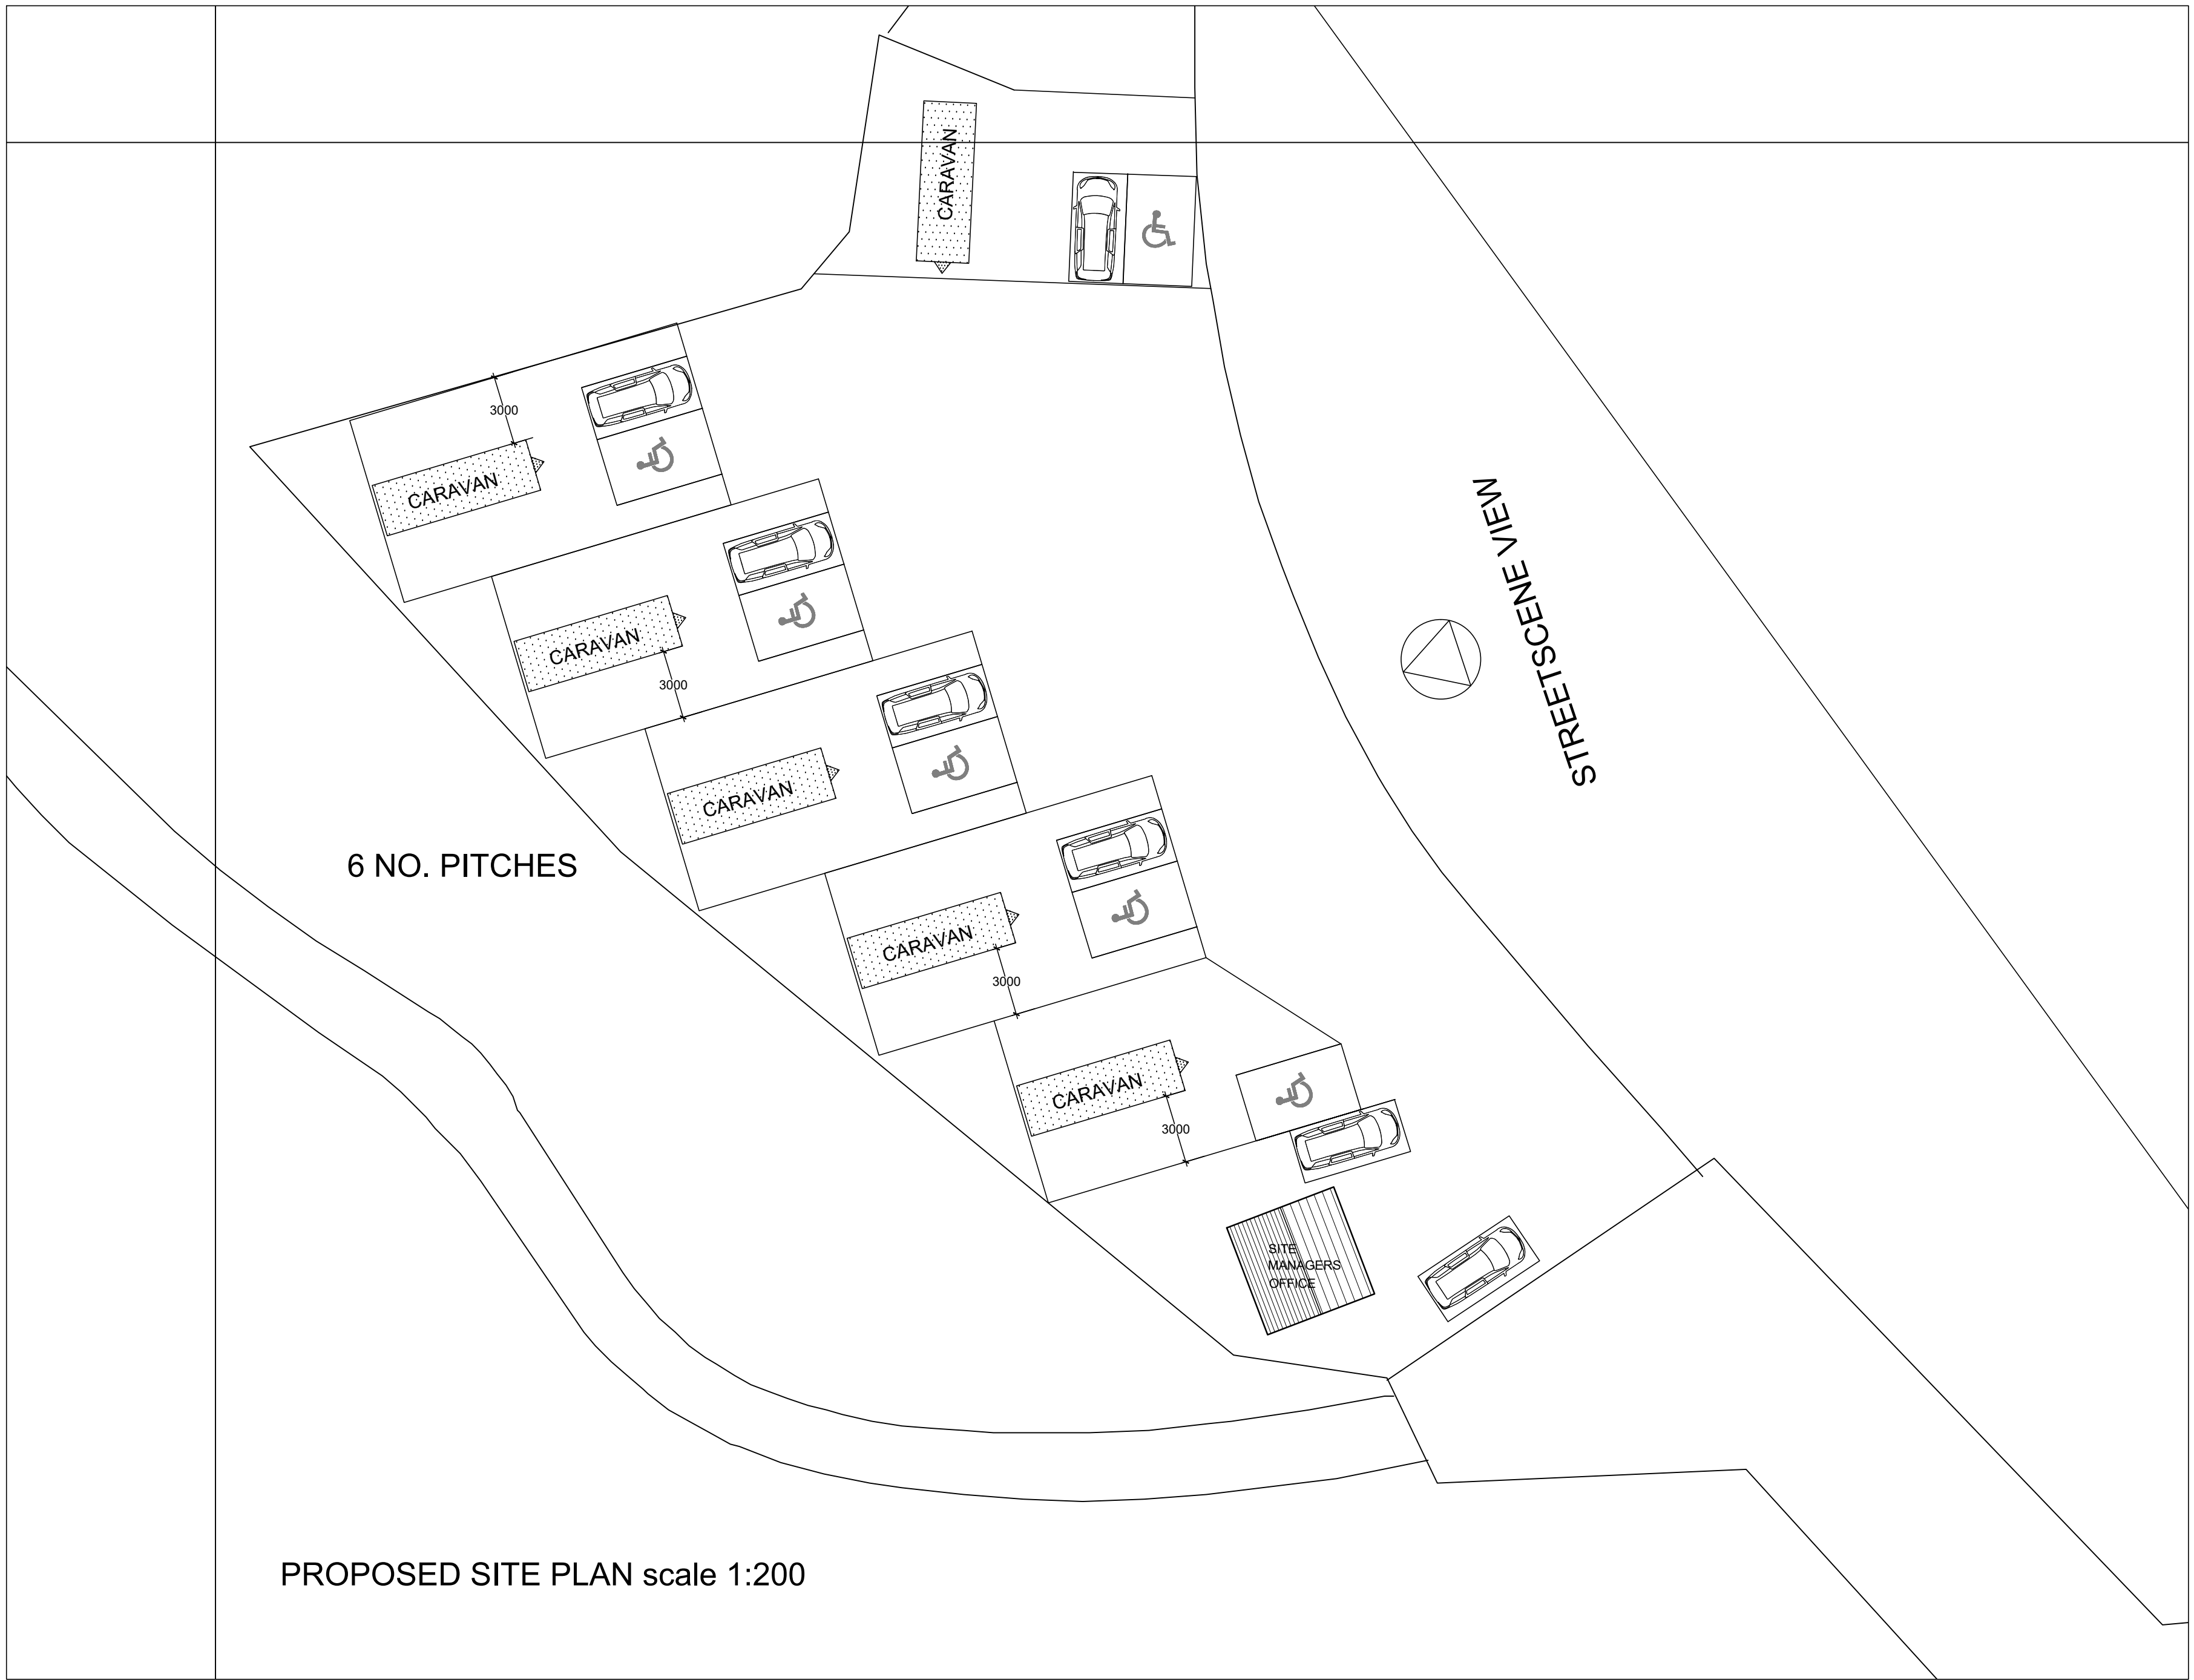 CARAVAN
3000
CARAVAN
STREETSCENE VIEW
CARAVAN
3000
CARAVAN
6 NO. PITCHES
CARAVAN
3000
CARAVAN
3000
SITE
MANAGERS
OFFICE
PROPOSED SITE PLAN scale 1:200